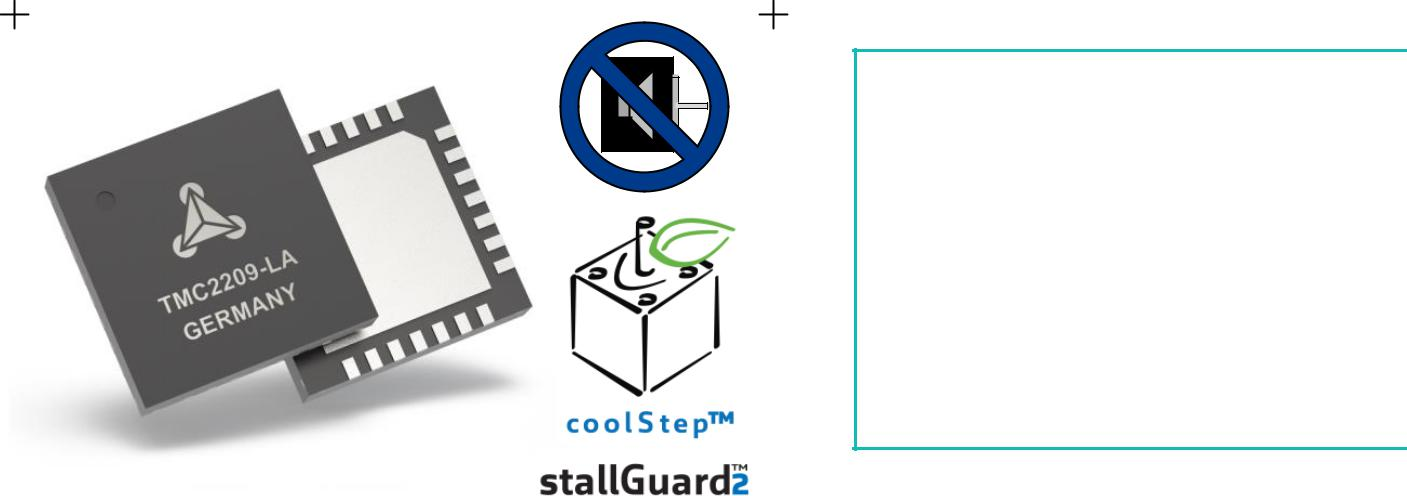 TMC2209-LA
GERMANY
coolStep™
stallGuard2™